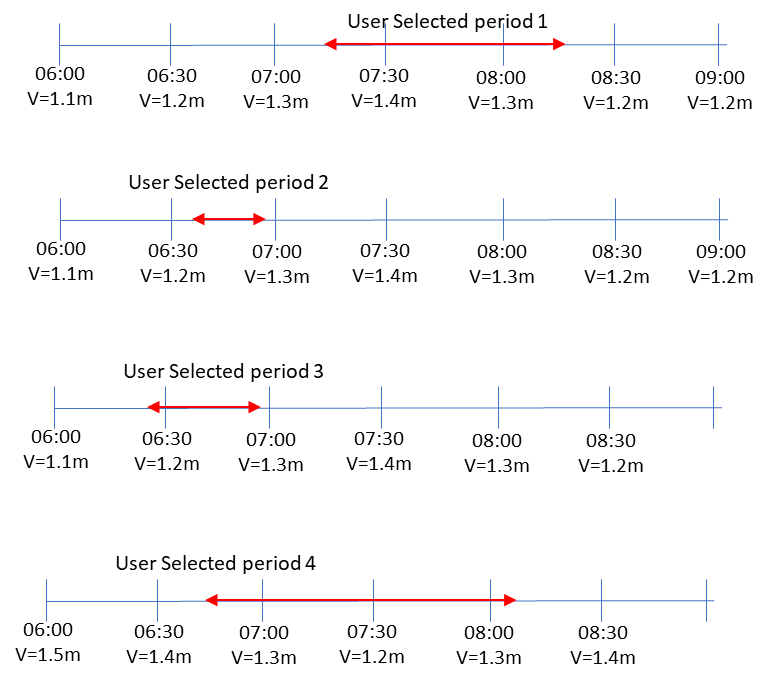 User Selected period 1
06:00 06:30 07:00 07:30 08:00 08:30 09:00
V=1.1m V=1.2m V=1.3m V=1.4m V=1.3m V=1.2m V=1.2m
User Selected period 2
06:00 06:30 07:00 07:30 08:00 08:30 09:00
V=1.1m V=1.2m V=1.3m V=1.4m V=1.3m V=1.2m V=1.2m
User Selected period 3
06:00 06:30 07:00 07:30 08:00 08:30
V=1.1m V=1.2m V=1.3m V=1.4m V=1.3m V=1.2m
User Selected period 4
06:00 06:30 07:00 07:30 08:00 08:30
V=1.5m V=1.4m V=1.3m V=1.2m V=1.3m V=1.4m